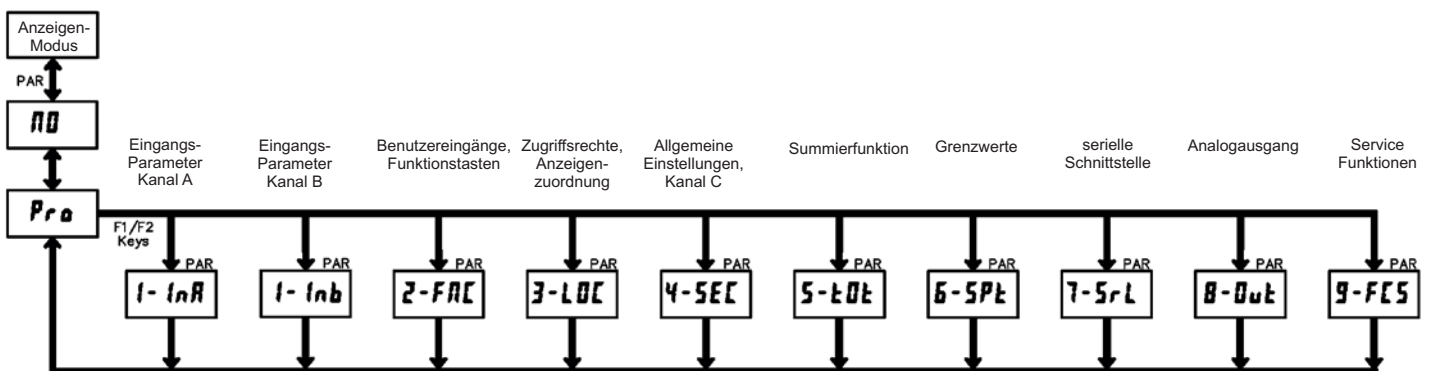 Anzeigen-
Modus
PAR
NO
Pro
F1/F2
Keys
Eingangs-
Parameter
Kanal A
Eingangs-
Parameter
Kanal B
Benutzereingänge,
Funktionstasten
Zugriffsrechte,
Anzeigen-
zuordnung
Allgemeine
Einstellungen,
Kanal C
Summierfunktion
Grenzwerte
serielle
Schnittstelle
Analogausgang
Service
Funktionen
PAR
1-InA
PAR
1-Inb
PAR
2-FNC
PAR
3-LOC
PAR
4-SEC
PAR
5-tOt
PAR
6-SPt
PAR
7-SrL
PAR
8-Out
PAR
9-FCS